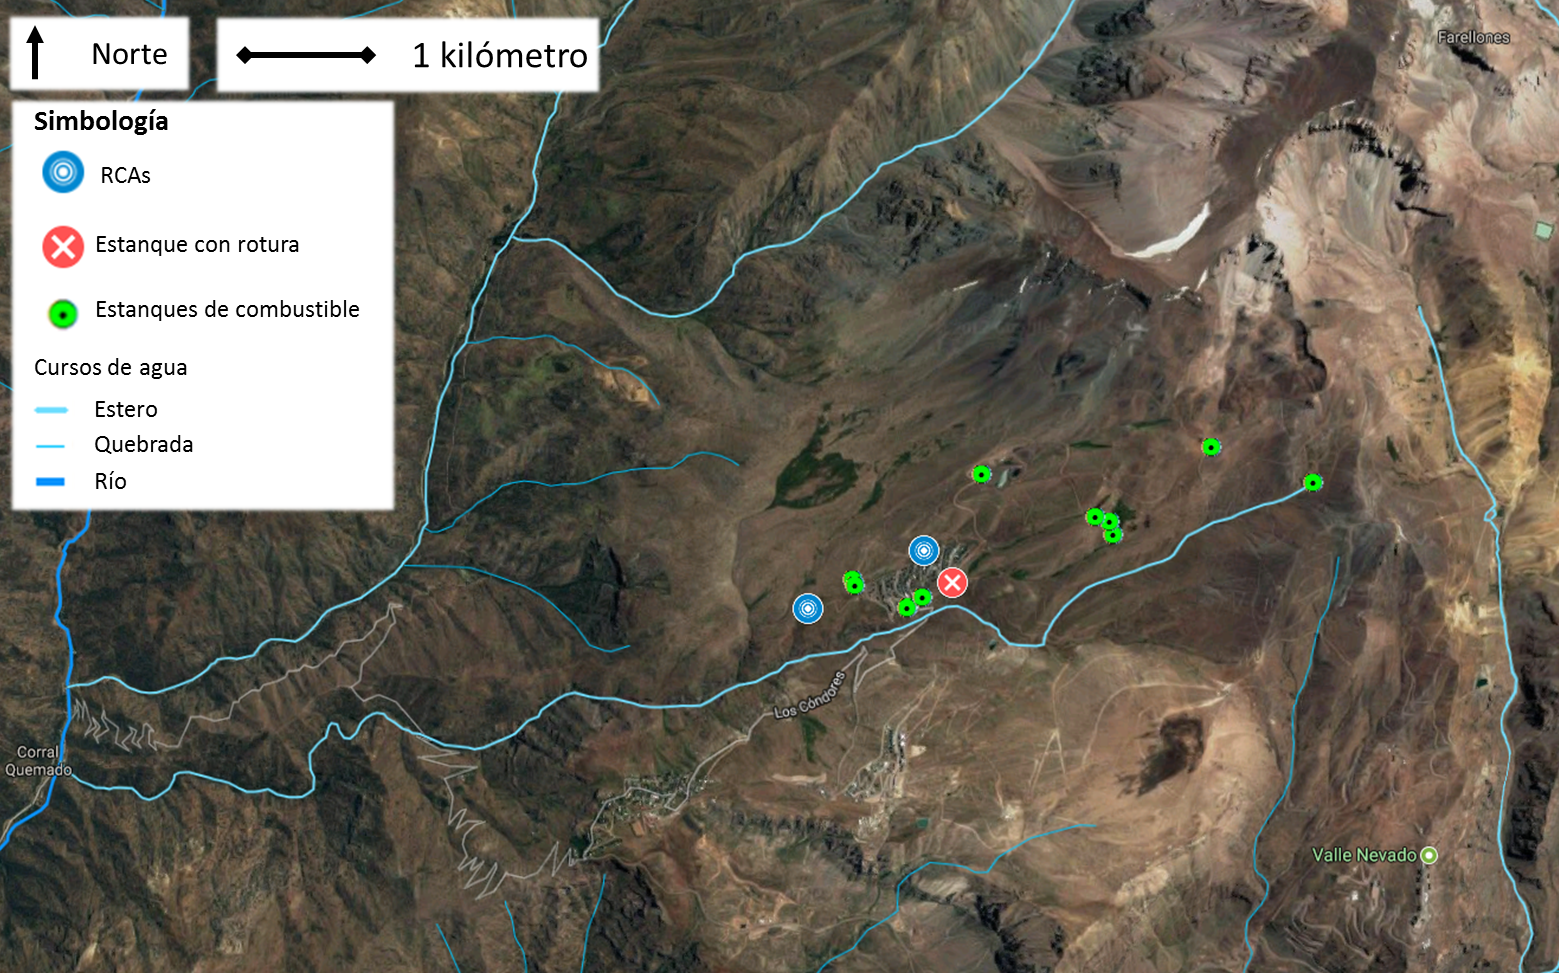 Norte
1 kilómetro
Simbología
RCAs
Estanque con rotura
Estanques de combustible
Cursos de agua
Estero
Quebrada
Río
Farellones
Los Cóndores
Corral
Quemado
Valle Nevado